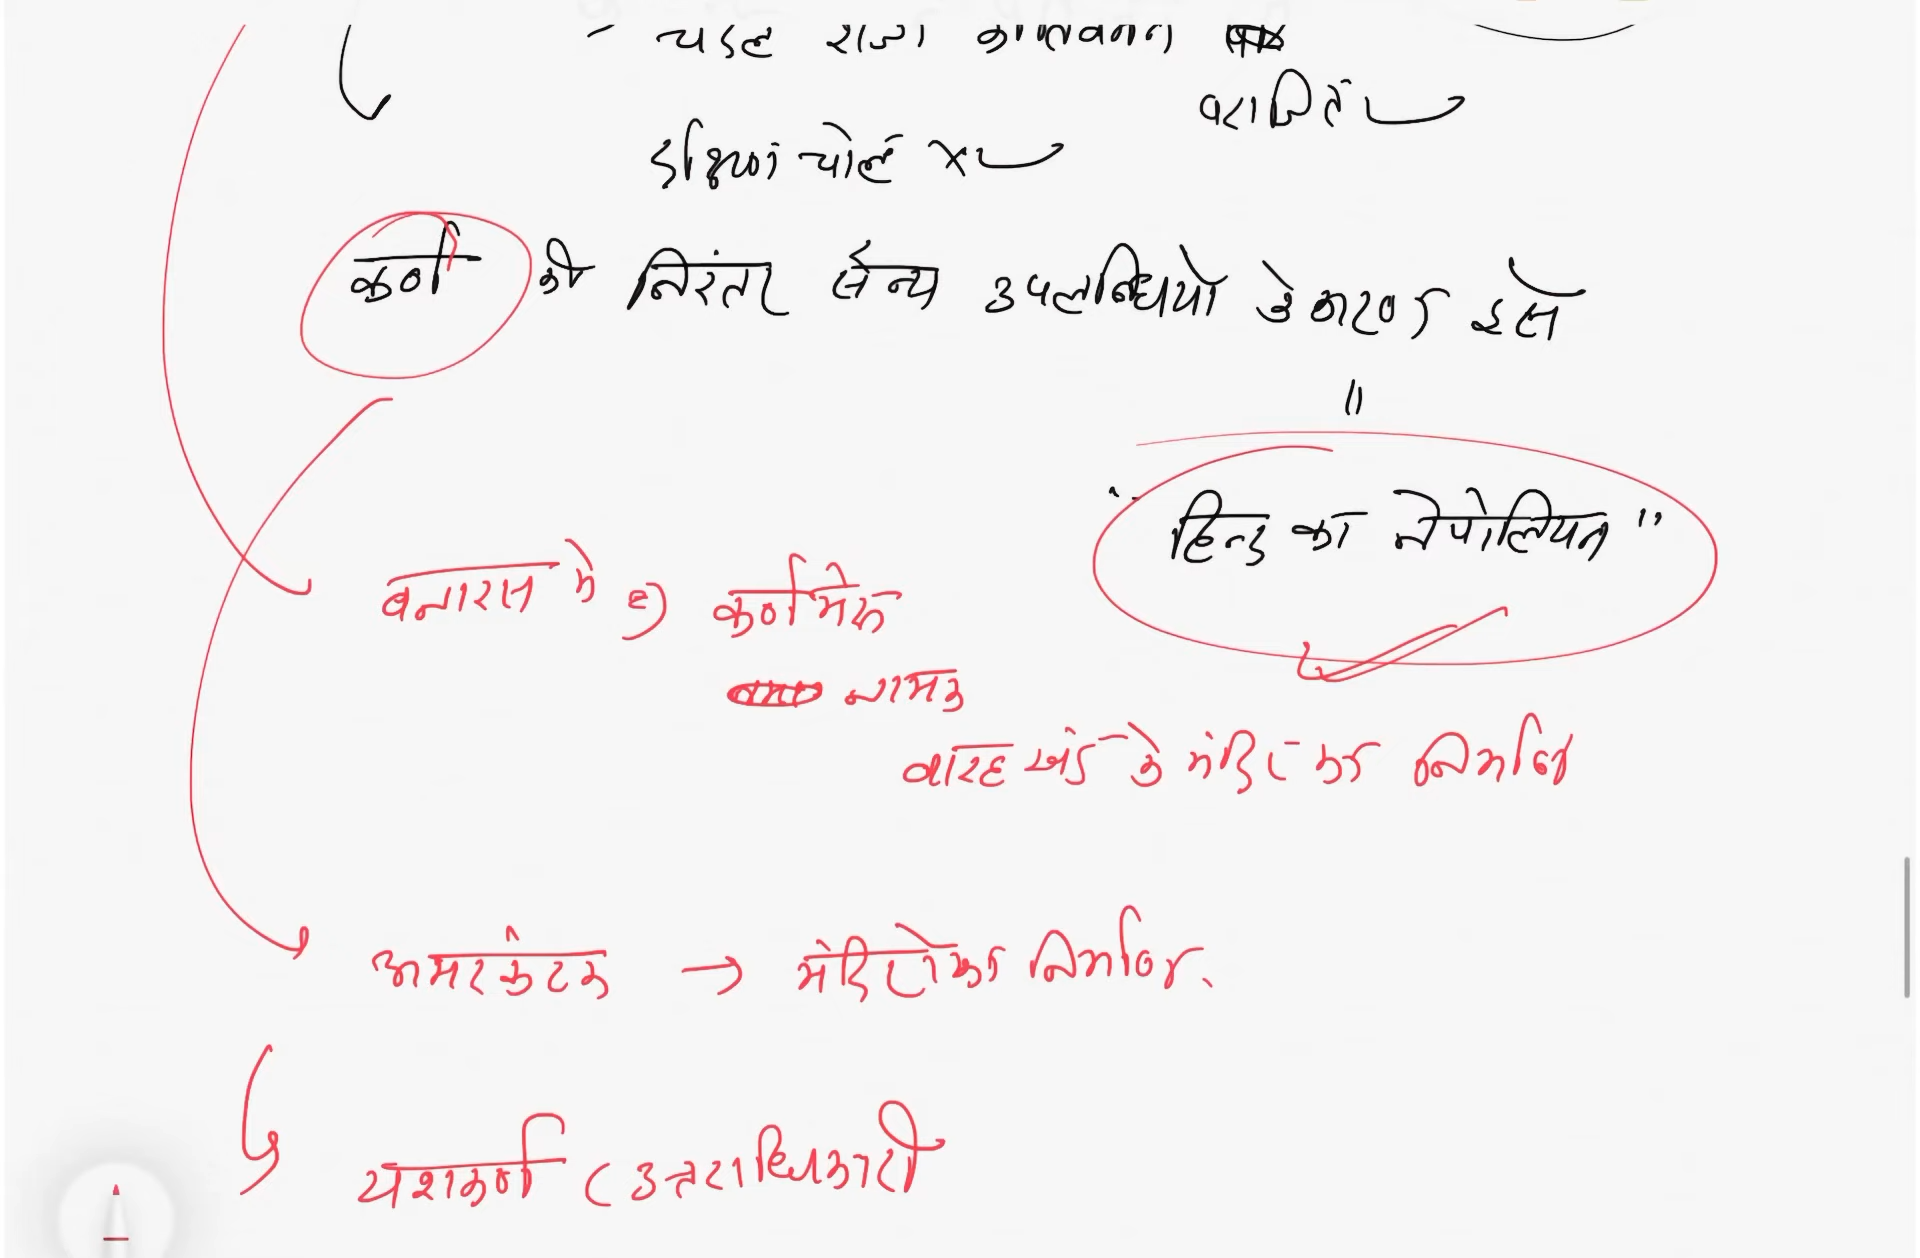 राजा
पराजित
चोल x
कर्ण की निरंतर सैन्य उपलब्धियों के कारण इसे
"हिन्द का नेपोलियन"
बनारस में => कर्णमेरू
नामक
बारह खंड के मंदिर का निर्माण
अमरकंटक → मंदिरों का निर्माण.
यशकर्ण (उत्तराधिकारी